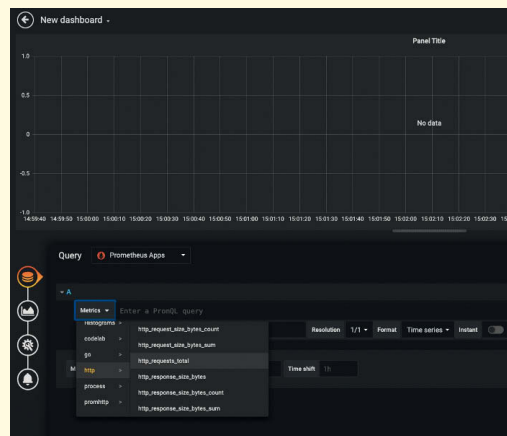 New dashboard
Panel Title
1.0
0.5
No data
0
-0.5
-1.0
14:59:40 14:59:50 15:00:00 15:00:10 15:00:20 15:00:30 15:00:40 15:00:50 15:01:00 15:01:10 15:01:20 15:01:30 15:01:40 15:01:50 15:02:00 15:02:10 15:02:20 15:02:30
Query Prometheus Apps
A
Metrics Enter a PromQL query
histograms > http_request_size_bytes_count
Resolution 1/1 Format Time series Instant
codelab > http_request_size_bytes_sum
go > http_requests_total
M http > http_response_size_bytes Time shift 1h
process > http_response_size_bytes_count
promhttp > http_response_size_bytes_sum